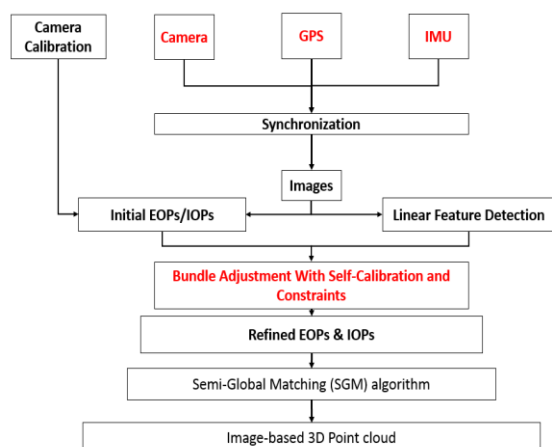 Camera
Calibration
Camera
GPS
IMU
Synchronization
Images
Initial EOPs/IOPs
Linear Feature Detection
Bundle Adjustment With Self-Calibration and
Constraints
Refined EOPs & IOPs
Semi-Global Matching (SGM) algorithm
Image-based 3D Point cloud